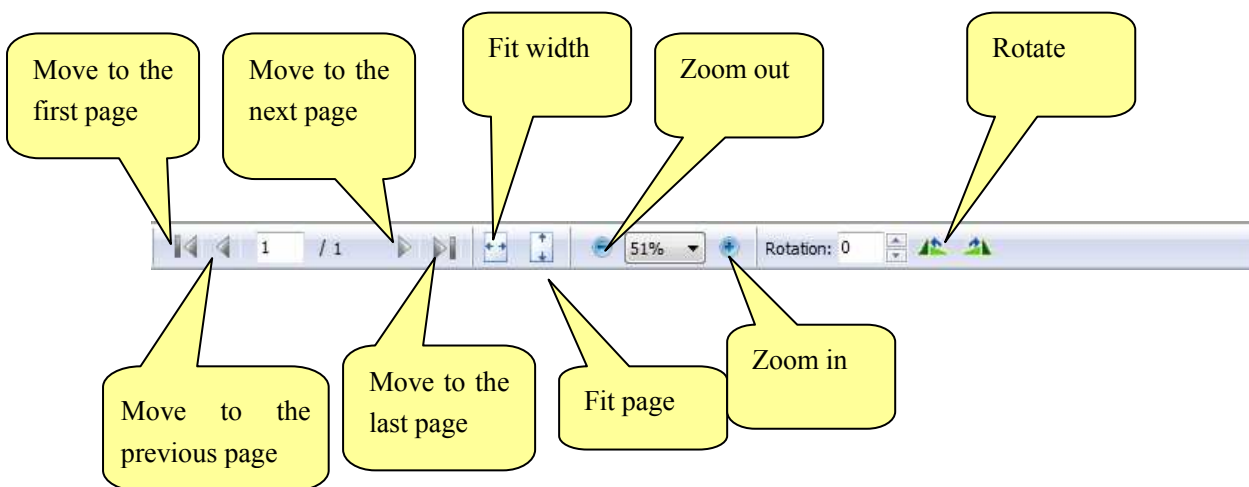 Move to the
first page
Move to the
next page
Fit width
Zoom out
Rotate
1 / 1 51% Rotation: 0
Move to the
previous page
Move to the
last page
Fit page
Zoom in